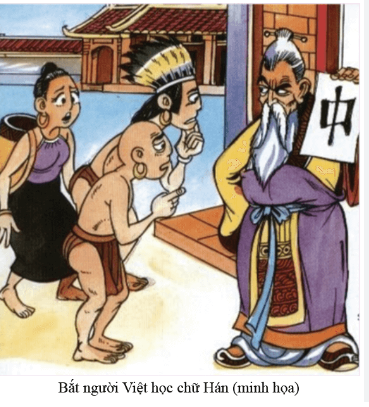 中
Bắt người Việt học chữ Hán (minh họa)